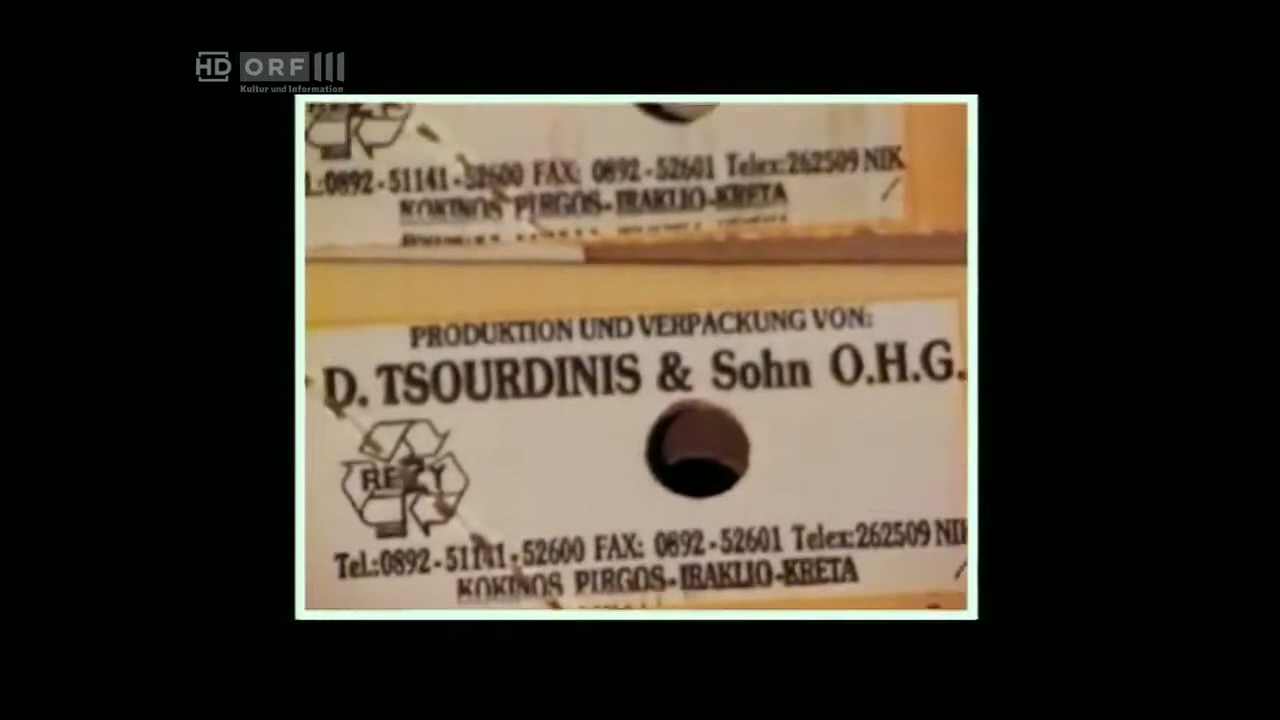 HD ORF III
Kultur und Information
0892-51141-52600 FAX: 0892-52601 Telex:262509 NIK
KOKINOS PIRGOS-IRAKLIO-KRETA
PRODUKTION UND VERPACKUNG VON:
D. TSOURDINIS & Sohn O.H.G.
RESY
Tel.:0892-51141-52600 FAX: 0892-52601 Telex:262509 NIK
KOKINOS PIRGOS-IRAKLIO-KRETA